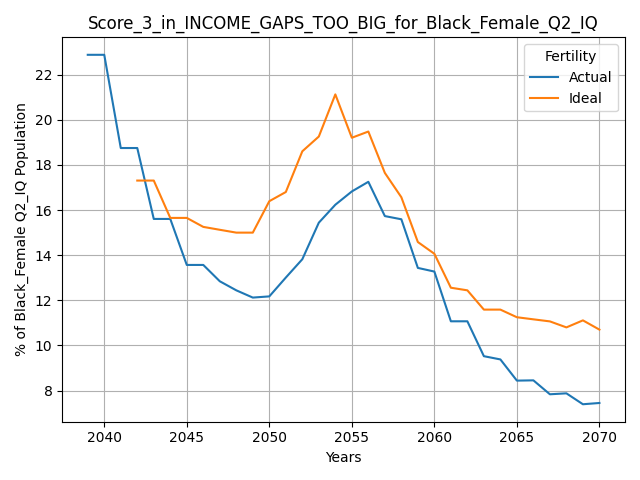 Score_3_in_INCOME_GAPS_TOO_BIG_for_Black_Female_Q2_IQ
Fertility
Actual
Ideal
% of Black_Female Q2_IQ Population
22
20
18
16
14
12
10
8
2040 2045 2050 2055 2060 2065 2070
Years